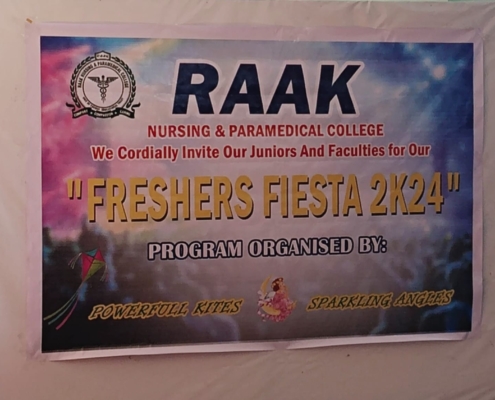 RAAK
NURSING & PARAMEDICAL COLLEGE
We Cordially Invite Our Juniors And Faculties for Our
"FRESHERS FIESTA 2K24"
PROGRAM ORGANISED BY:
POWERFULL KITES
SPARKLING ANGLES